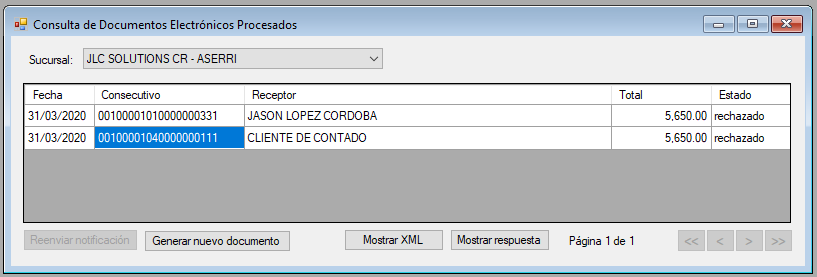 Consulta de Documentos Electrónicos Procesados
Sucursal: JLC SOLUTIONS CR - ASERRI
Fecha Consecutivo Receptor Total Estado
31/03/2020 00100001010000000331 JASON LOPEZ CORDOBA 5,650.00 rechazado
31/03/2020 00100001040000000111 CLIENTE DE CONTADO 5,650.00 rechazado
Reenviar notificación Generar nuevo documento Mostrar XML Mostrar respuesta Página 1 de 1 << < > >>